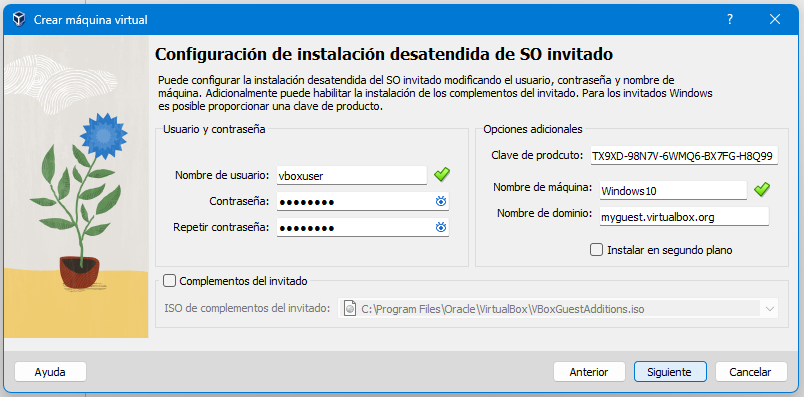 Crear máquina virtual
Configuración de instalación desatendida de SO invitado
Puede configurar la instalación desatendida del SO invitado modificando el usuario, contraseña y nombre de
máquina. Adicionalmente puede habilitar la instalación de los complementos del invitado. Para los invitados Windows
es posible proporcionar una clave de producto.
Usuario y contraseña
Nombre de usuario: vboxuser
Contraseña: ●●●●●●●●
Repetir contraseña: ●●●●●●●●
Opciones adicionales
Clave de prodcuto: TX9XD-98N7V-6WMQ6-BX7FG-H8Q99
Nombre de máquina: Windows10
Nombre de dominio: myguest.virtualbox.org
Instalar en segundo plano
Complementos del invitado
ISO de complementos del invitado: C:\Program Files\Oracle\VirtualBox\VBoxGuestAdditions.iso
Ayuda
Anterior
Siguiente
Cancelar